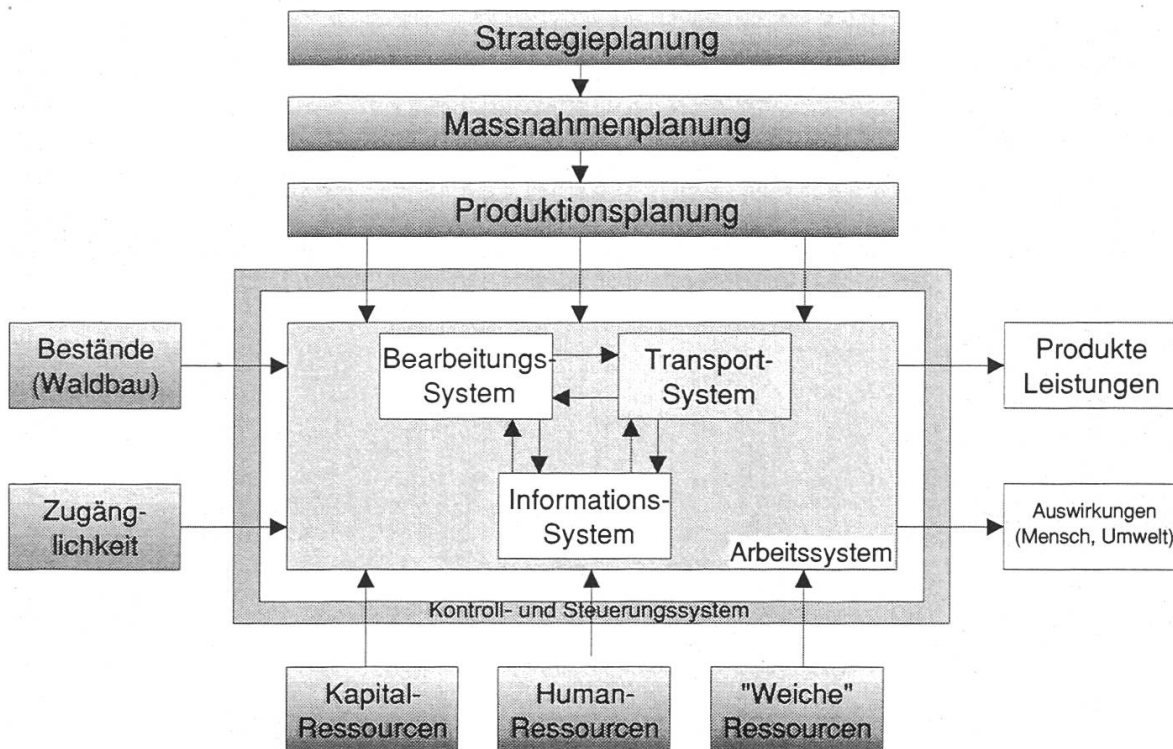 Strategieplanung
Massnahmenplanung
Produktionsplanung
Bestände
(Waldbau)
Bearbeitungs-
System
Transport-
System
Produkte
Leistungen
Zugäng-
lichkeit
Informations-
System
Auswirkungen
(Mensch, Umwelt)
Arbeitssystem
Kontroll- und Steuerungssystem
Kapital-
Ressourcen
Human-
Ressourcen
"Weiche"
Ressourcen